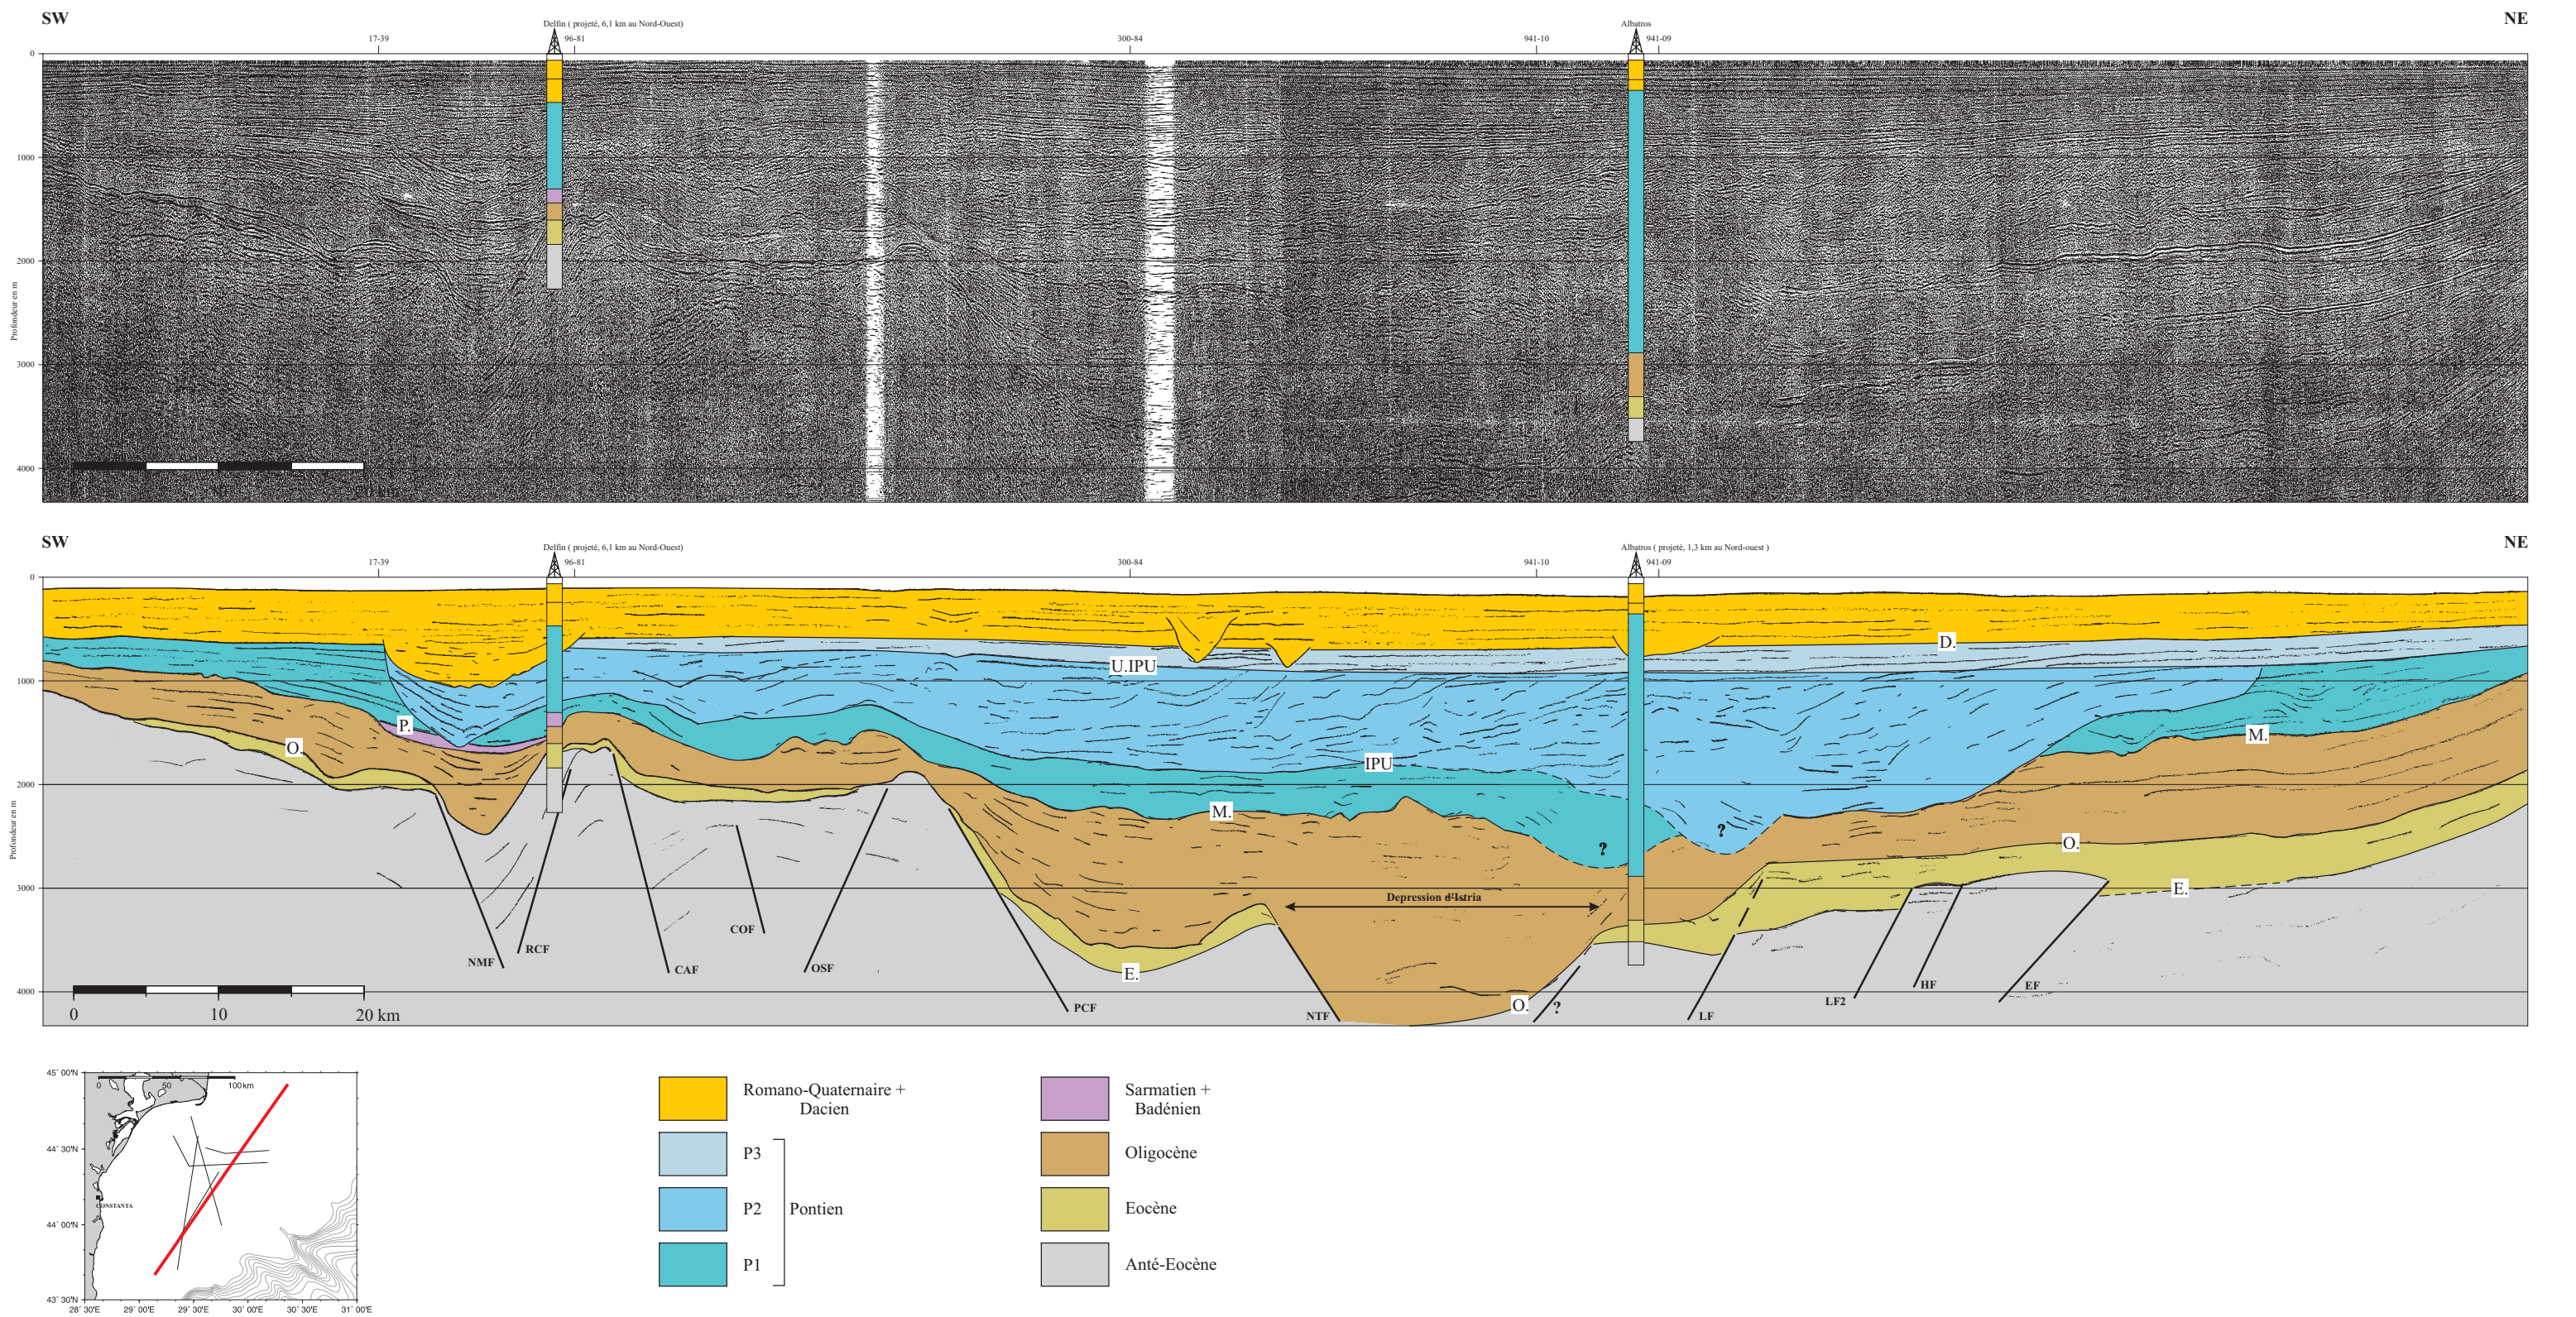 SW
NE
Delfin ( projeté, 6,1 km au Nord-Ouest)
Albatros
17-39
96-81
300-84
941-10
941-09
0
1000
2000
3000
4000
Profondeur en m
SW
NE
Delfin ( projeté, 6,1 km au Nord-Ouest)
Albatros ( projeté, 1,3 km au Nord-ouest )
17-39
96-81
300-84
941-10
941-09
0
1000
2000
3000
4000
Profondeur en m
D.
U.IPU
P.
O.
M.
IPU
M.
?
?
O.
E.
Depression d'Istria
E.
O.
?
NMF
RCF
CAF
COF
OSF
PCF
NTF
LF
LF2
HF
EF
0
10
20 km
45° 00'N
44° 30'N
44° 00'N
43° 30'N
28° 30'E
29° 00'E
29° 30'E
30° 00'E
30° 30'E
31° 00'E
0
50
100km
CONSTANTA
Romano-Quaternaire +
Dacien
P3
P2
P1
Pontien
Sarmatien +
Badénien
Oligocène
Eocène
Anté-Eocène